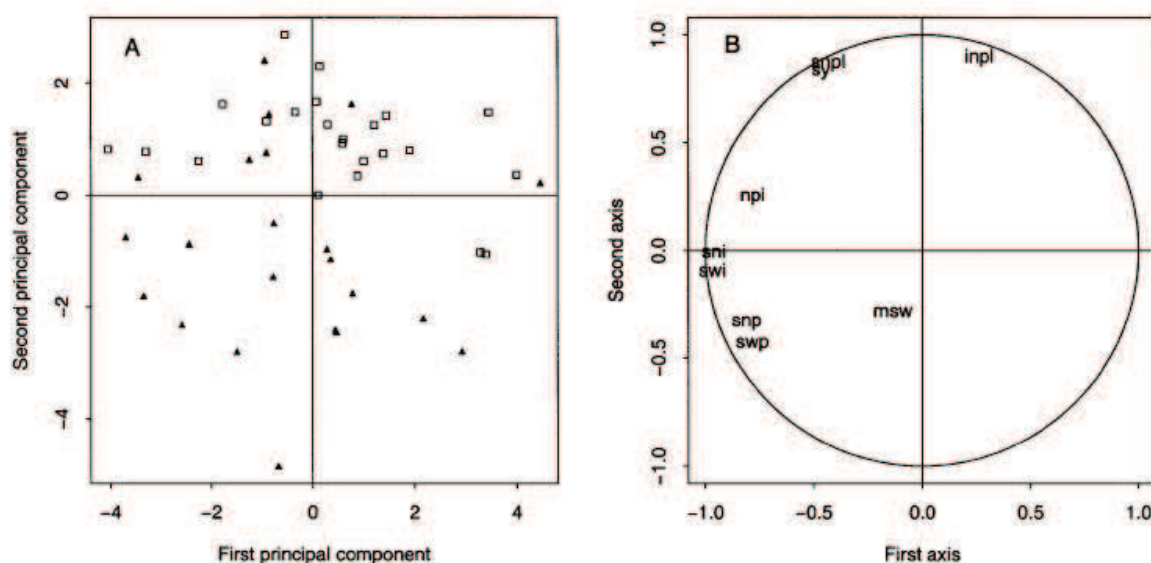 A
2
0
−2
−4
Second principal component
−4
−2
0
2
4
First principal component
B
1.0
0.5
0.0
−0.5
−1.0
Second axis
sy
inpl
npi
sni
swi
msw
snp
swp
−1.0
−0.5
0.0
0.5
1.0
First axis